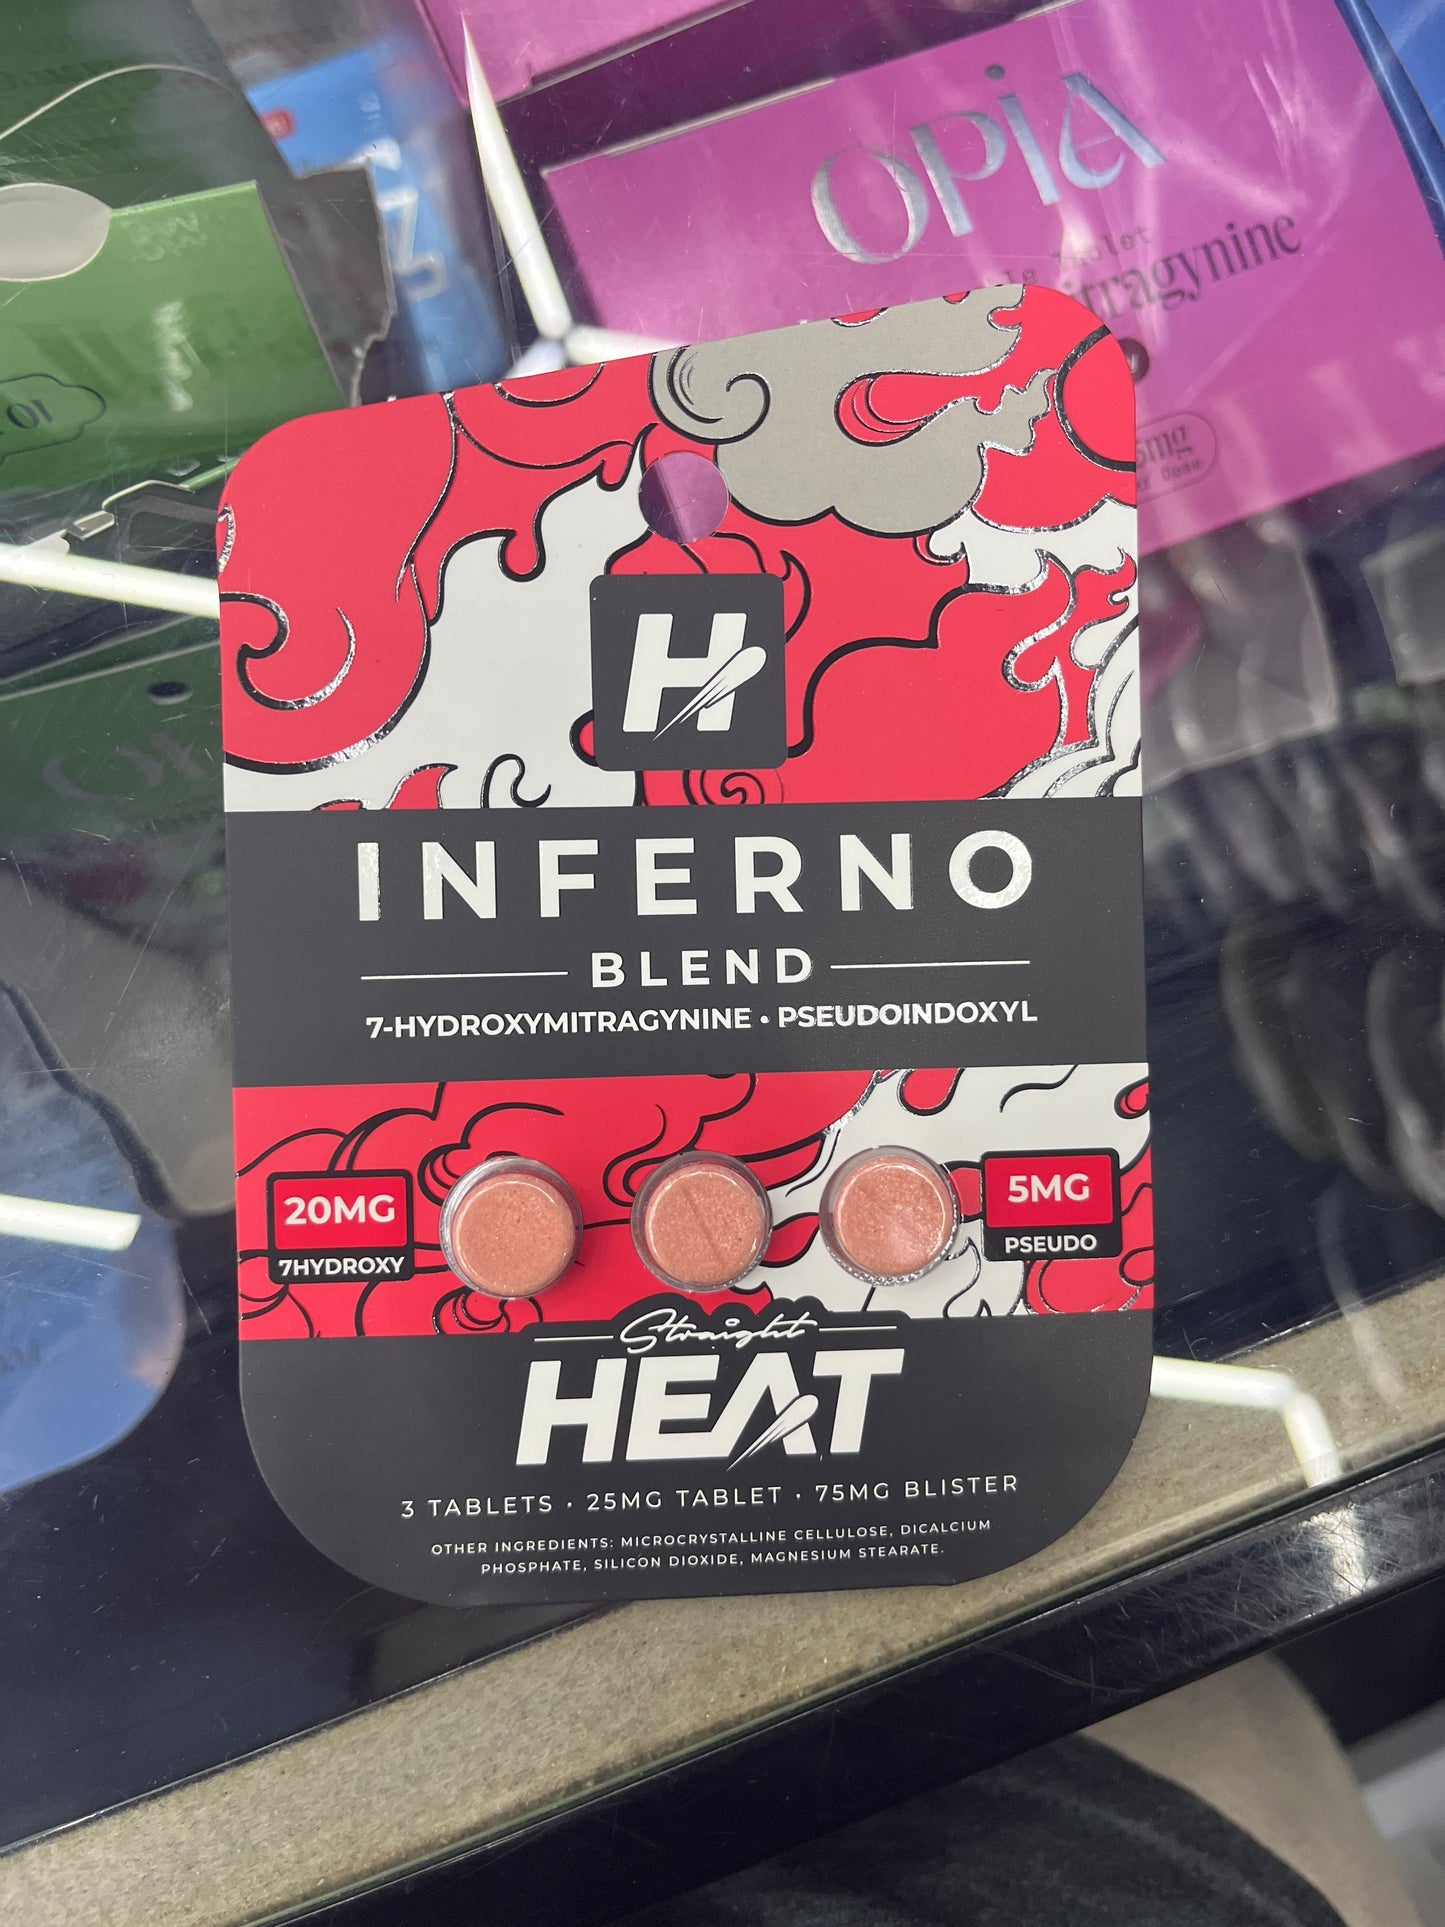 OPiA
itragynine
H
INFERNO
BLEND
7-HYDROXYMITRAGYNINE • PSEUDOINDOXYL
20MG
7HYDROXY
5MG
PSEUDO
Straight
HEAT
3 TABLETS • 25MG TABLET • 75MG BLISTER
OTHER INGREDIENTS: MICROCRYSTALLINE CELLULOSE, DICALCIUM
PHOSPHATE, SILICON DIOXIDE, MAGNESIUM STEARATE.